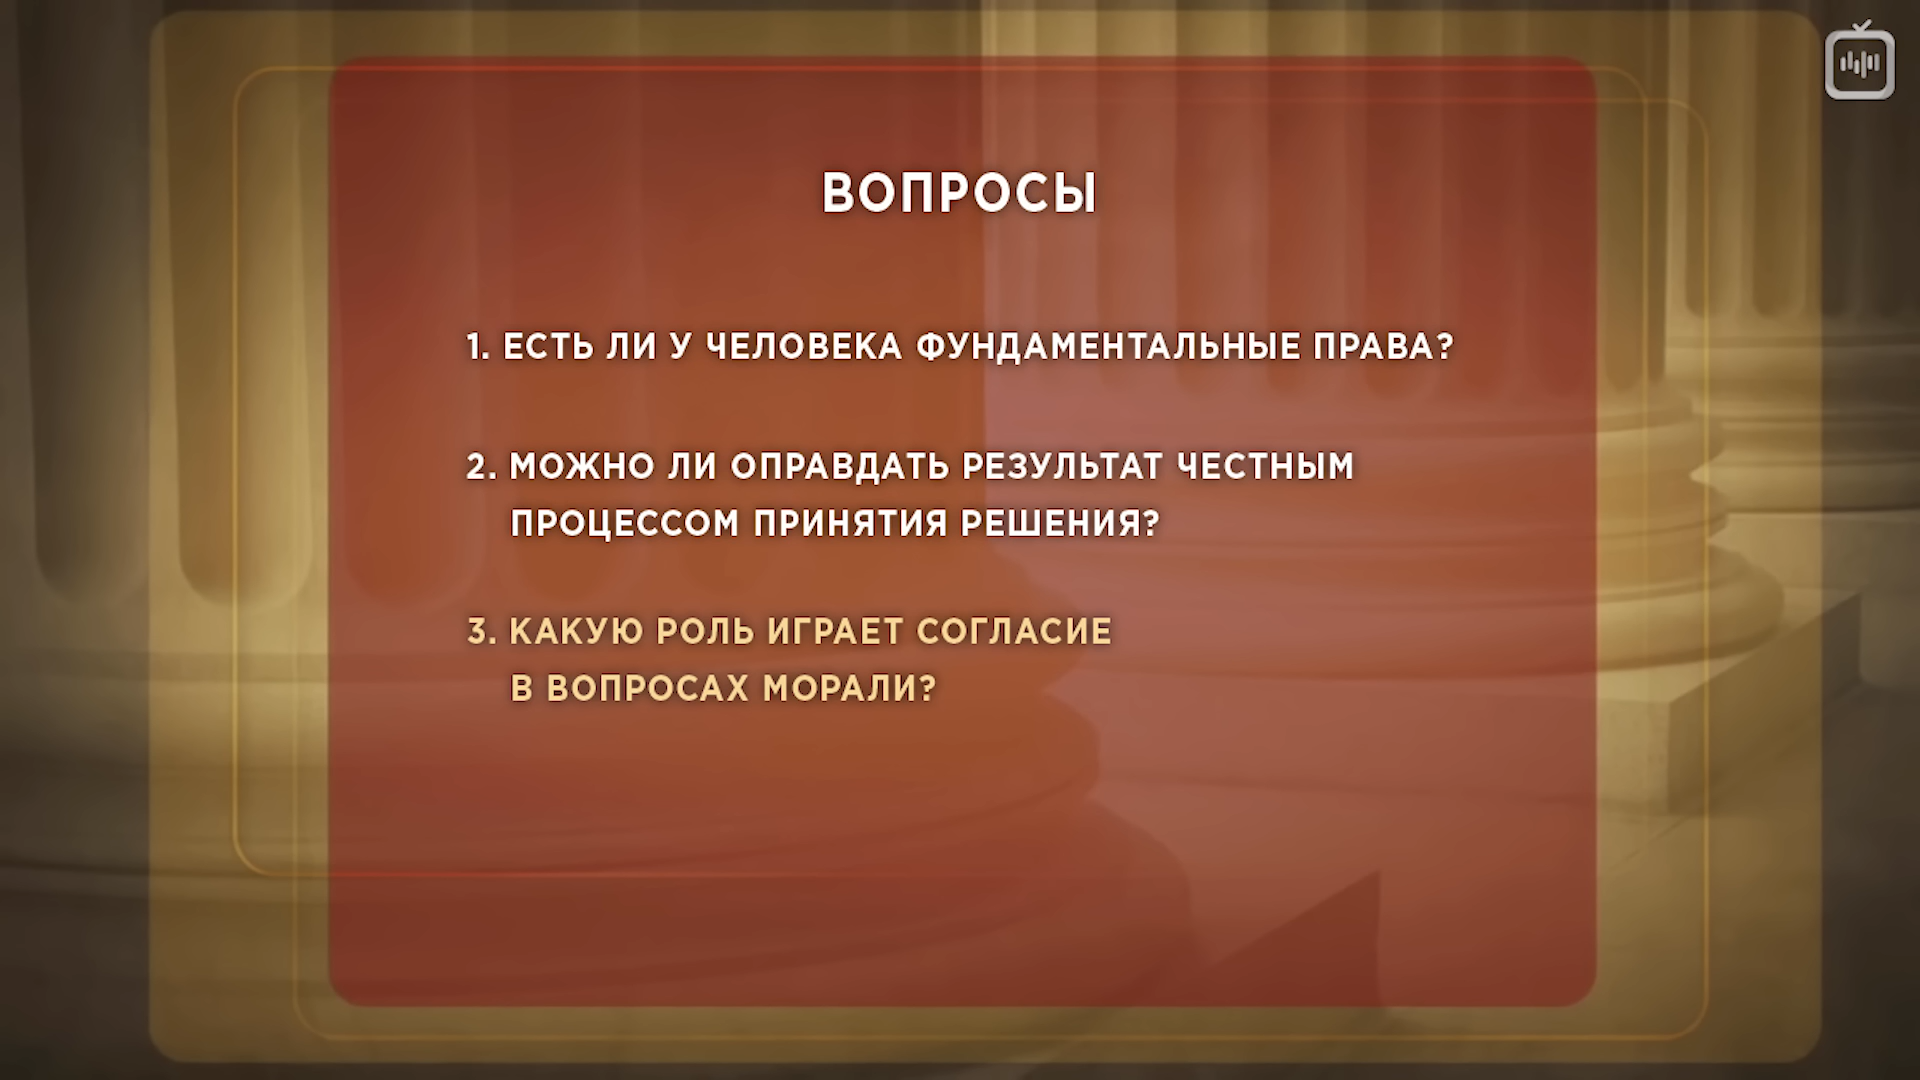 ВОПРОСЫ
1. ЕСТЬ ЛИ У ЧЕЛОВЕКА ФУНДАМЕНТАЛЬНЫЕ ПРАВА?
2. МОЖНО ЛИ ОПРАВДАТЬ РЕЗУЛЬТАТ ЧЕСТНЫМ
ПРОЦЕССОМ ПРИНЯТИЯ РЕШЕНИЯ?
3. КАКУЮ РОЛЬ ИГРАЕТ СОГЛАСИЕ
В ВОПРОСАХ МОРАЛИ?